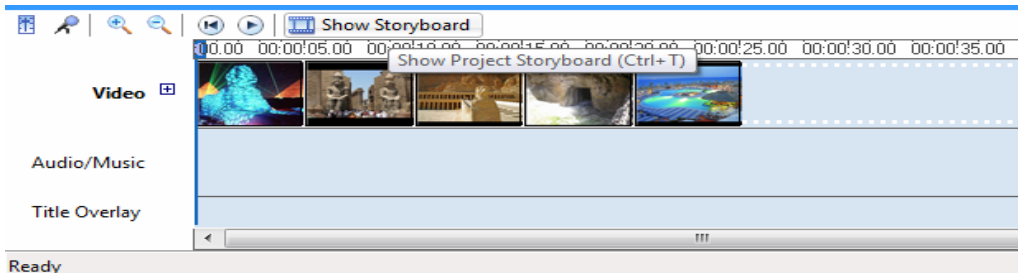 Show Storyboard
00.00 00:00:05.00 00:00:10.00 00:00:15.00 00:00:20.00 00:00:25.00 00:00:30.00 00:00:35.00
Show Project Storyboard (Ctrl+T)
Video
Audio/Music
Title Overlay
Ready